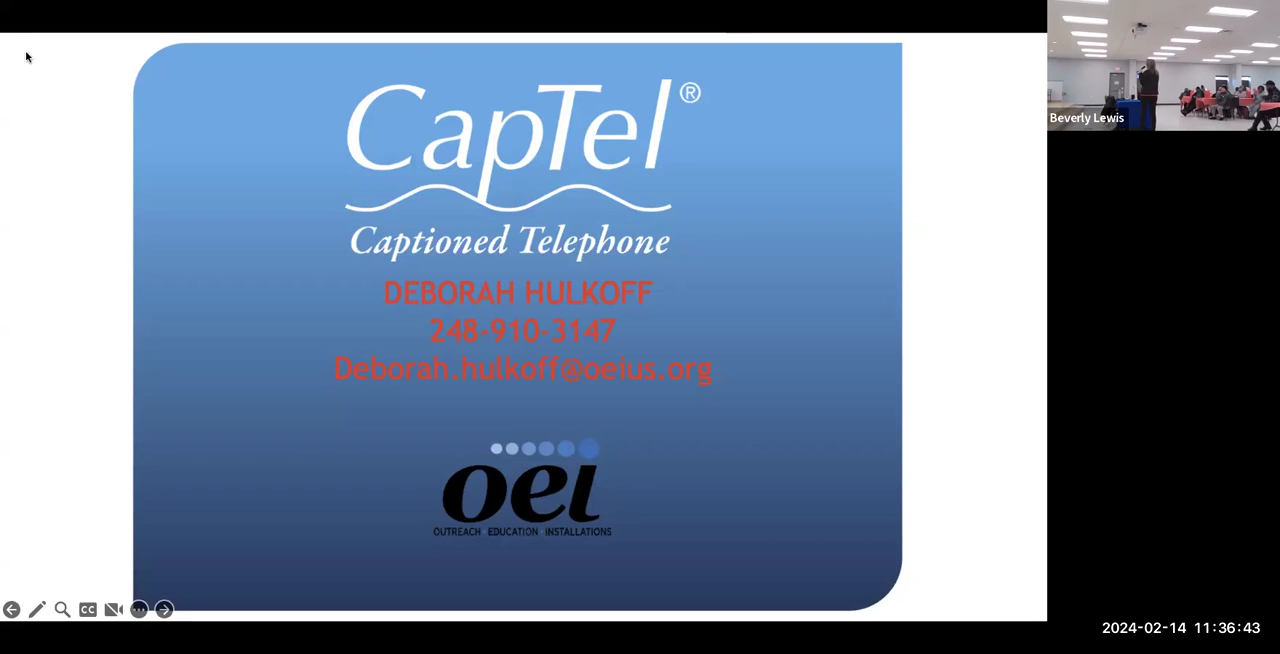 CapTel®
Captioned Telephone
DEBORAH HULKOFF
248-910-3147
Deborah.hulkoff@oeius.org
oei
OUTREACH EDUCATION INSTALLATIONS
CC
Beverly Lewis
2024-02-14 11:36:43